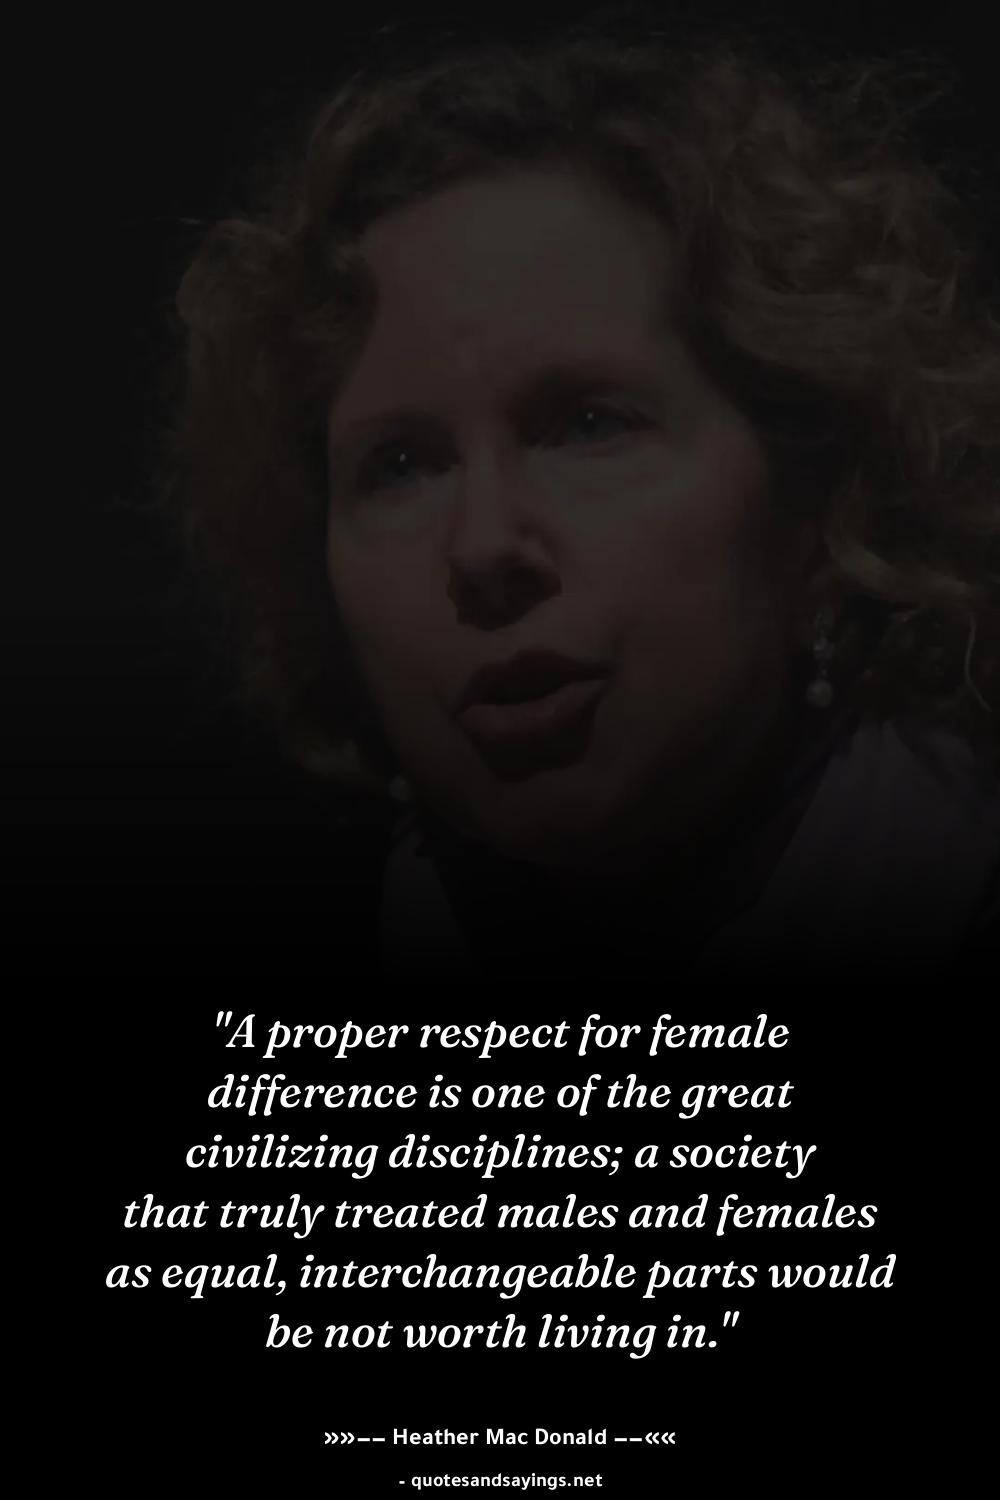 "A proper respect for female
difference is one of the great
civilizing disciplines; a society
that truly treated males and females
as equal, interchangeable parts would
be not worth living in."
»»–– Heather Mac Donald ––««
- quotesandsayings.net